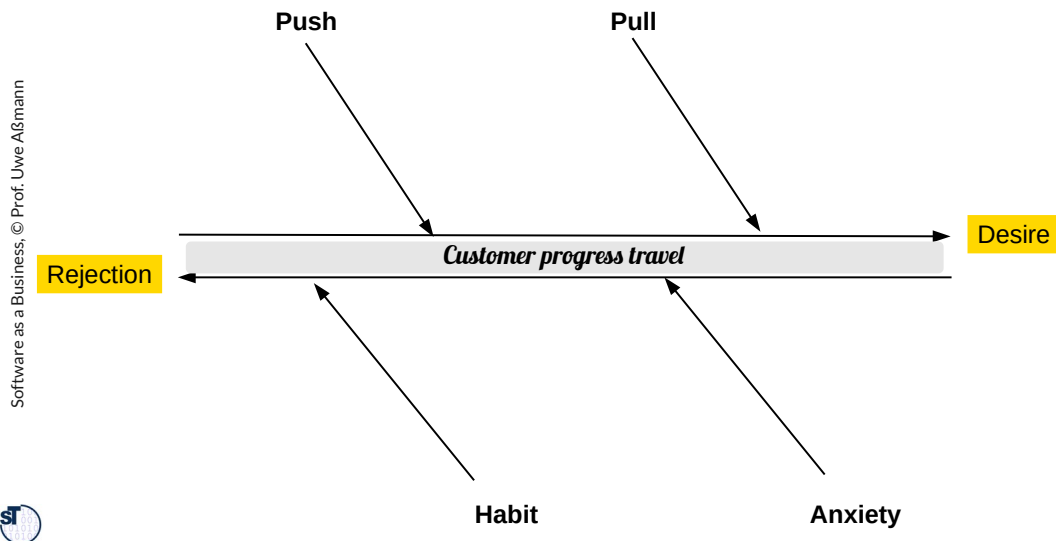 Push
Pull
Software as a Business, © Prof. Uwe Aßmann
Desire
Customer progress travel
Rejection
Habit
Anxiety
ST